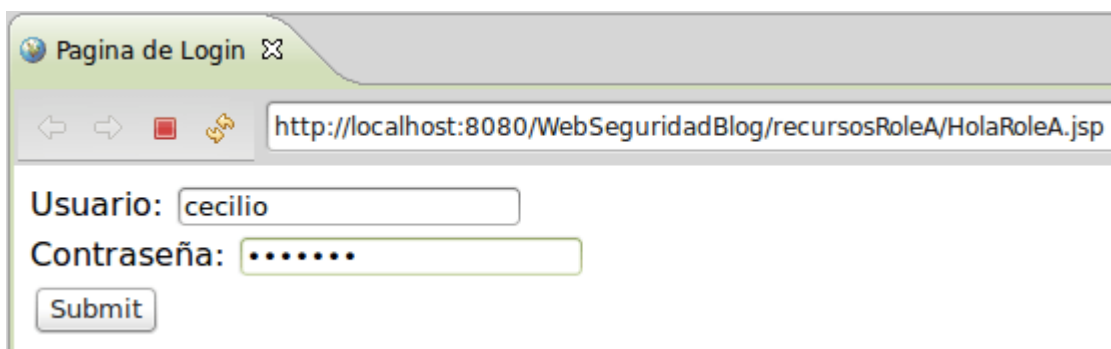 Pagina de Login
http://localhost:8080/WebSeguridadBlog/recursosRoleA/HolaRoleA.jsp
Usuario: cecilio
Contraseña: •••••••
Submit